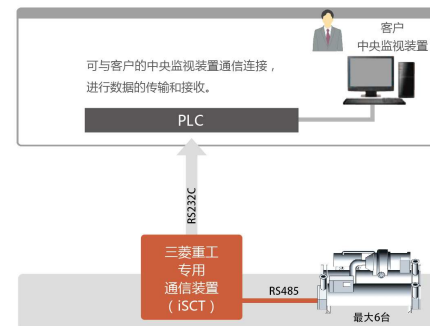 客户
中央监视装置
可与客户的中央监视装置通信连接，
进行数据的传输和接收。
PLC
RS232C
三菱重工
专用
通信装置
（iSCT）
RS485
最大6台